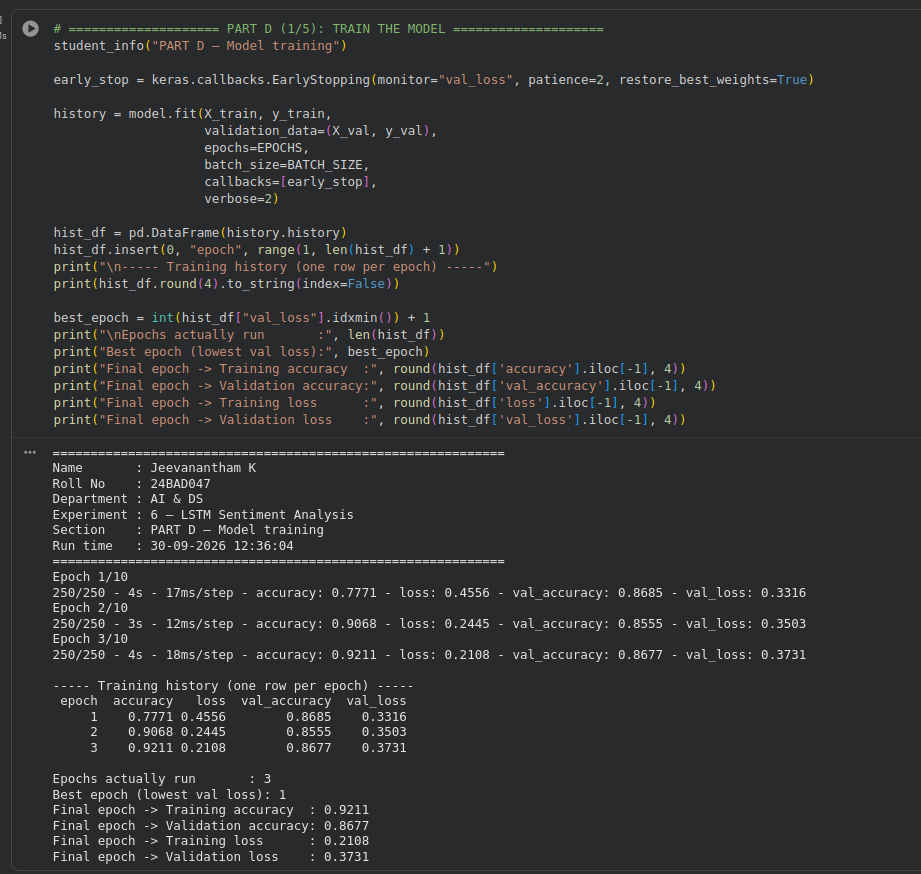 # ==================== PART D (1/5): TRAIN THE MODEL ====================
student_info("PART D — Model training")
early_stop = keras.callbacks.EarlyStopping(monitor="val_loss", patience=2, restore_best_weights=True)
history = model.fit(X_train, y_train,
                    validation_data=(X_val, y_val),
                    epochs=EPOCHS,
                    batch_size=BATCH_SIZE,
                    callbacks=[early_stop],
                    verbose=2)
hist_df = pd.DataFrame(history.history)
hist_df.insert(0, "epoch", range(1, len(hist_df) + 1))
print("\n----- Training history (one row per epoch) -----")
print(hist_df.round(4).to_string(index=False))
best_epoch = int(hist_df["val_loss"].idxmin()) + 1
print("\nEpochs actually run       :", len(hist_df))
print("Best epoch (lowest val loss):", best_epoch)
print("Final epoch -> Training accuracy  :", round(hist_df['accuracy'].iloc[-1], 4))
print("Final epoch -> Validation accuracy:", round(hist_df['val_accuracy'].iloc[-1], 4))
print("Final epoch -> Training loss      :", round(hist_df['loss'].iloc[-1], 4))
print("Final epoch -> Validation loss    :", round(hist_df['val_loss'].iloc[-1], 4))
============================================================
Name       : Jeevanantham K
Roll No    : 24BAD047
Department : AI & DS
Experiment : 6 — LSTM Sentiment Analysis
Section    : PART D — Model training
Run time   : 30-09-2026 12:36:04
============================================================
Epoch 1/10
250/250 - 4s - 17ms/step - accuracy: 0.7771 - loss: 0.4556 - val_accuracy: 0.8685 - val_loss: 0.3316
Epoch 2/10
250/250 - 3s - 12ms/step - accuracy: 0.9068 - loss: 0.2445 - val_accuracy: 0.8555 - val_loss: 0.3503
Epoch 3/10
250/250 - 4s - 18ms/step - accuracy: 0.9211 - loss: 0.2108 - val_accuracy: 0.8677 - val_loss: 0.3731
----- Training history (one row per epoch) -----
 epoch  accuracy   loss  val_accuracy  val_loss
     1    0.7771 0.4556        0.8685    0.3316
     2    0.9068 0.2445        0.8555    0.3503
     3    0.9211 0.2108        0.8677    0.3731
Epochs actually run       : 3
Best epoch (lowest val loss): 1
Final epoch -> Training accuracy  : 0.9211
Final epoch -> Validation accuracy: 0.8677
Final epoch -> Training loss      : 0.2108
Final epoch -> Validation loss    : 0.3731